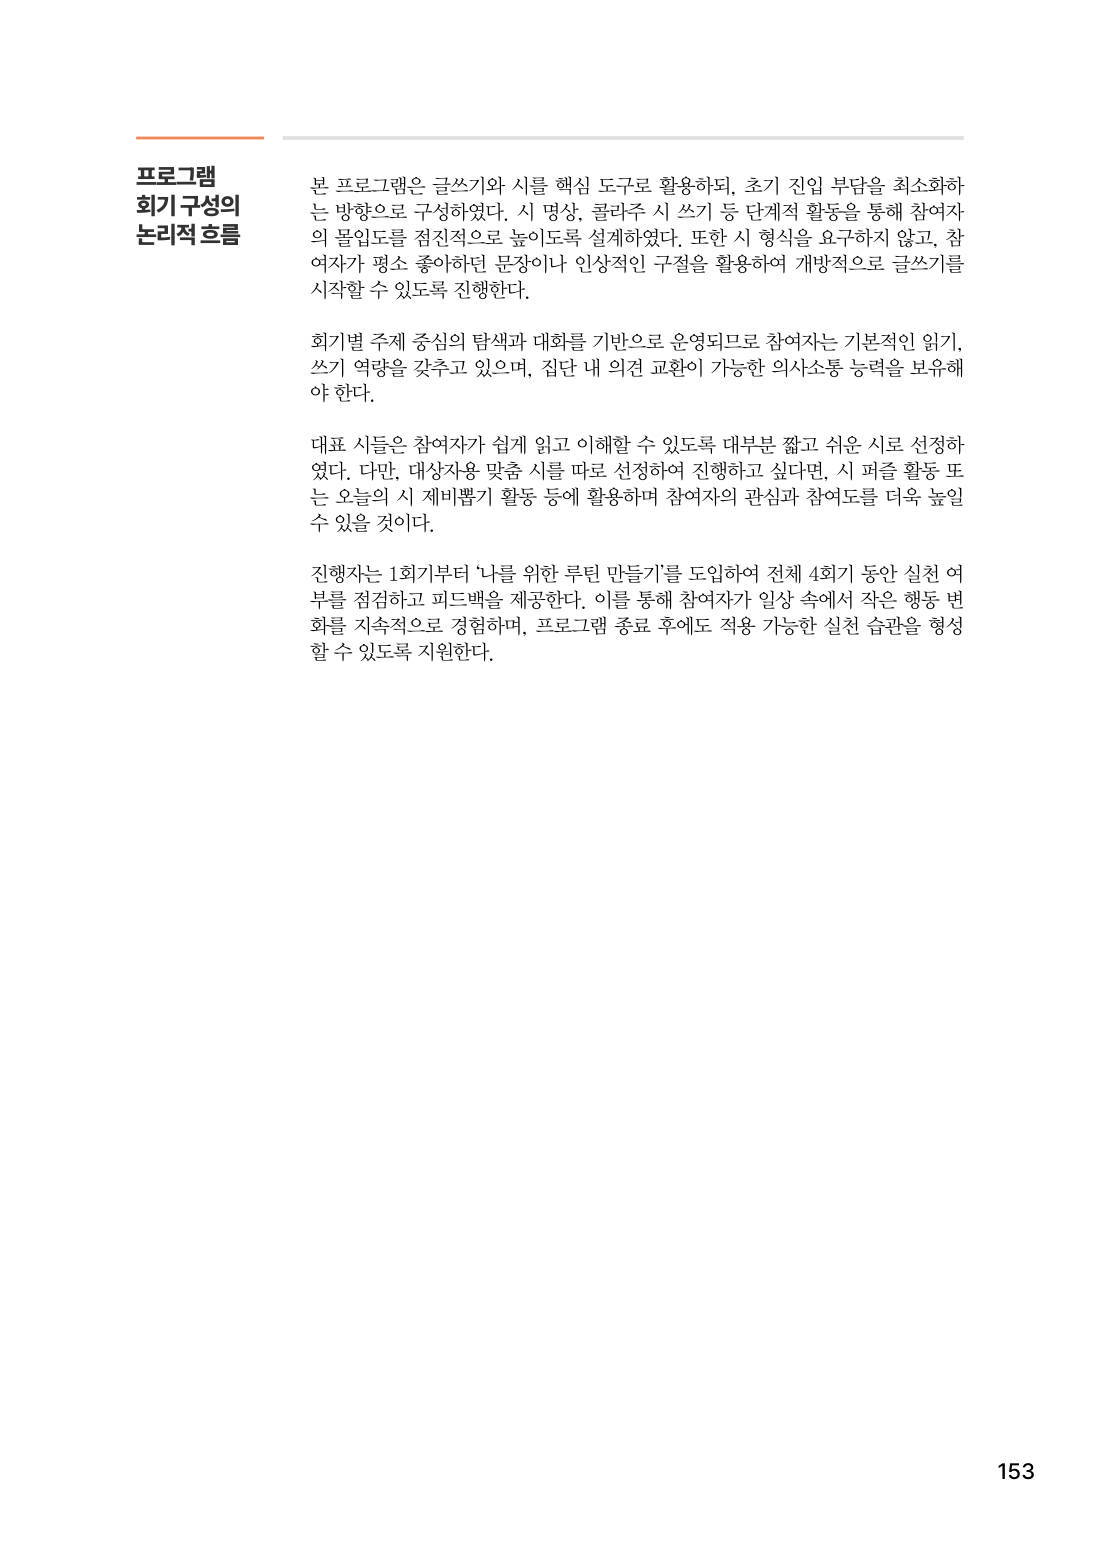 프로그램
회기 구성의
논리적 흐름
본 프로그램은 글쓰기와 시를 핵심 도구로 활용하되, 초기 진입 부담을 최소화하
는 방향으로 구성하였다. 시 명상, 콜라주 시 쓰기 등 단계적 활동을 통해 참여자
의 몰입도를 점진적으로 높이도록 설계하였다. 또한 시 형식을 요구하지 않고, 참
여자가 평소 좋아하던 문장이나 인상적인 구절을 활용하여 개방적으로 글쓰기를
시작할 수 있도록 진행한다.
회기별 주제 중심의 탐색과 대화를 기반으로 운영되므로 참여자는 기본적인 읽기,
쓰기 역량을 갖추고 있으며, 집단 내 의견 교환이 가능한 의사소통 능력을 보유해
야 한다.
대표 시들은 참여자가 쉽게 읽고 이해할 수 있도록 대부분 짧고 쉬운 시로 선정하
였다. 다만, 대상자용 맞춤 시를 따로 선정하여 진행하고 싶다면, 시 퍼즐 활동 또
는 오늘의 시 제비뽑기 활동 등에 활용하며 참여자의 관심과 참여도를 더욱 높일
수 있을 것이다.
진행자는 1회기부터 ‘나를 위한 루틴 만들기’를 도입하여 전체 4회기 동안 실천 여
부를 점검하고 피드백을 제공한다. 이를 통해 참여자가 일상 속에서 작은 행동 변
화를 지속적으로 경험하며, 프로그램 종료 후에도 적용 가능한 실천 습관을 형성
할 수 있도록 지원한다.
153